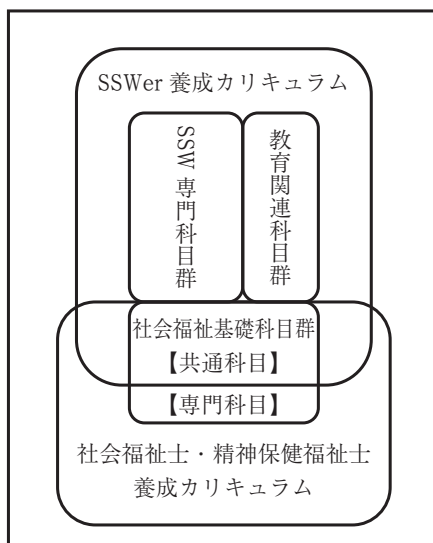 SSWer 養成カリキュラム
SSW 専門科目群
教育関連科目群
社会福祉基礎科目群
【共通科目】
【専門科目】
社会福祉士・精神保健福祉士
養成カリキュラム